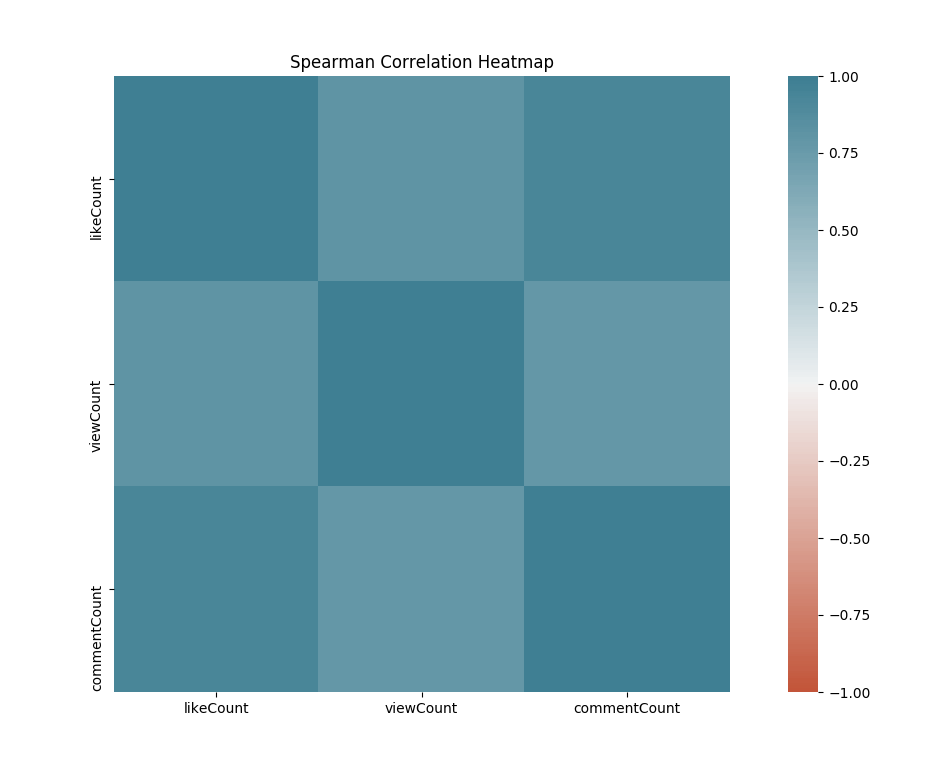 Spearman Correlation Heatmap
likeCount
viewCount
commentCount
likeCount
viewCount
commentCount
1.00
0.75
0.50
0.25
0.00
−0.25
−0.50
−0.75
−1.00